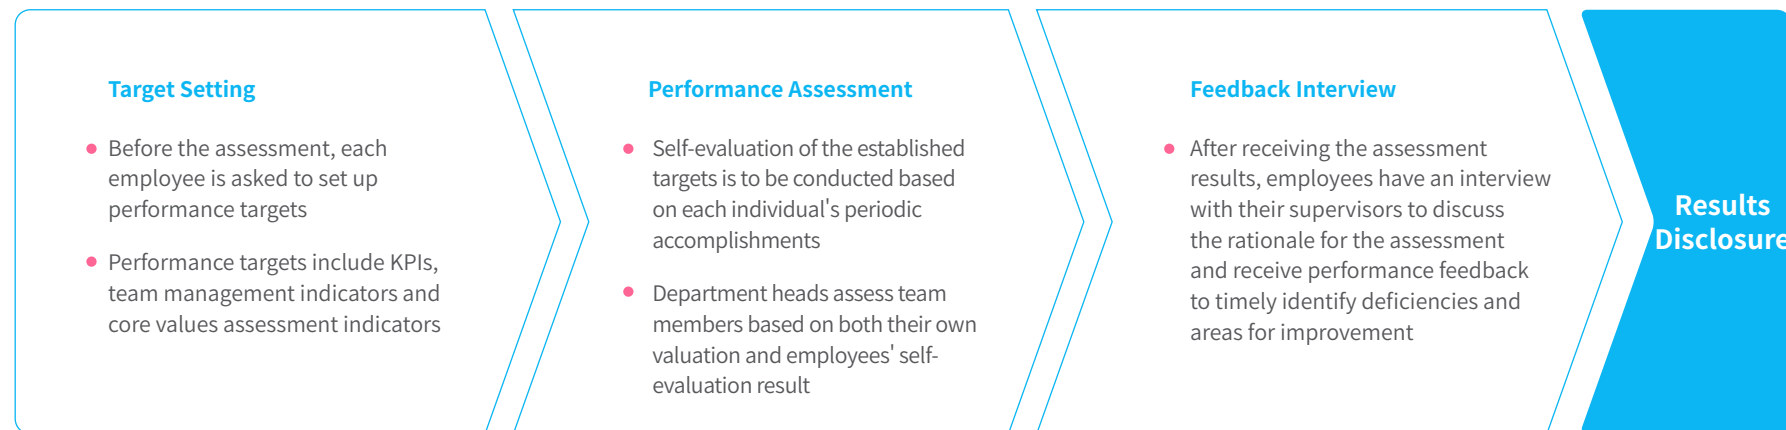 Target Setting
Before the assessment, each
employee is asked to set up
performance targets
Performance targets include KPIs,
team management indicators and
core values assessment indicators
Performance Assessment
Self-evaluation of the established
targets is to be conducted based
on each individual's periodic
accomplishments
Department heads assess team
members based on both their own
valuation and employees' self-
evaluation result
Feedback Interview
After receiving the assessment
results, employees have an interview
with their supervisors to discuss
the rationale for the assessment
and receive performance feedback
to timely identify deficiencies and
areas for improvement
Results
Disclosure